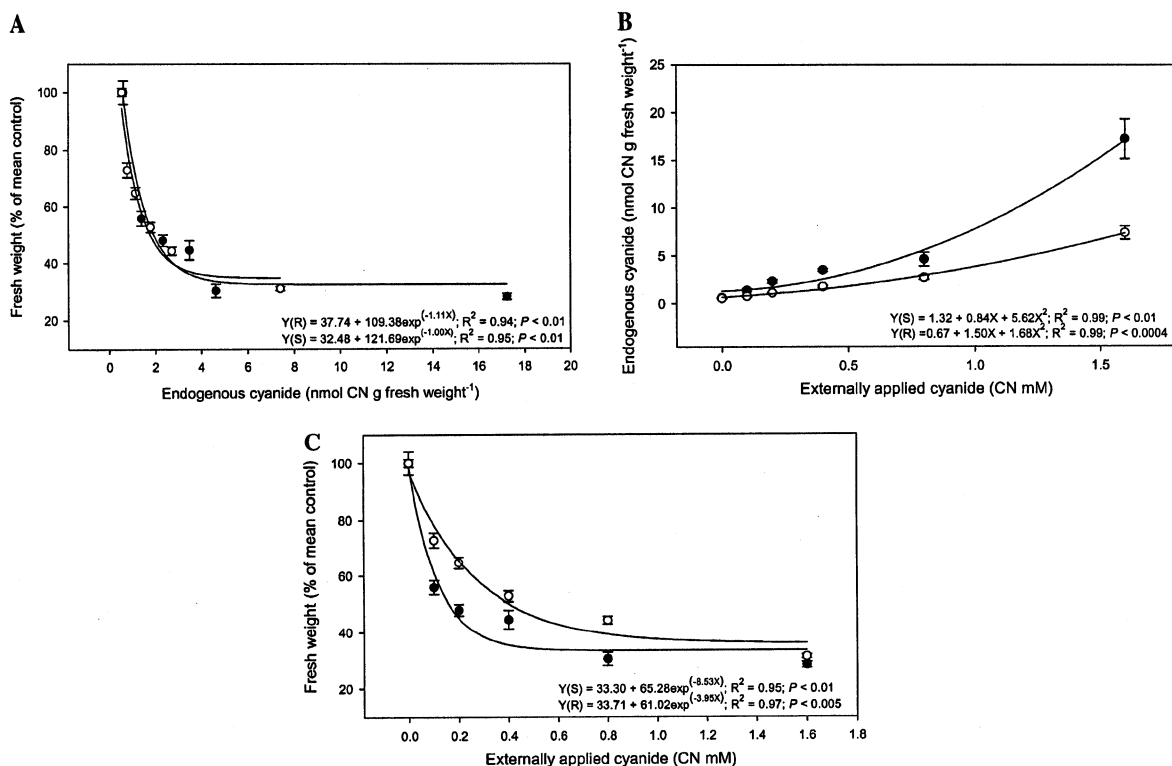 A
Fresh weight (% of mean control)
100
80
60
40
20
Y(R) = 37.74 + 109.38exp(-1.11X); R2 = 0.94; P < 0.01
Y(S) = 32.48 + 121.69exp(-1.00X); R2 = 0.95; P < 0.01
0 2 4 6 8 10 12 14 16 18 20
Endogenous cyanide (nmol CN g fresh weight-1)
B
Endogenous cyanide (nmol CN g fresh weight-1)
25
20
15
10
5
0
Y(S) = 1.32 + 0.84X + 5.62X2; R2 = 0.99; P < 0.01
Y(R) =0.67 + 1.50X + 1.68X2; R2 = 0.99; P < 0.0004
0.0 0.5 1.0 1.5
Externally applied cyanide (CN mM)
C
Fresh weight (% of mean control)
100
80
60
40
20
Y(S) = 33.30 + 65.28exp(-8.53X); R2 = 0.95; P < 0.01
Y(R) = 33.71 + 61.02exp(-3.95X); R2 = 0.97; P < 0.005
0.0 0.2 0.4 0.6 0.8 1.0 1.2 1.4 1.6 1.8
Externally applied cyanide (CN mM)